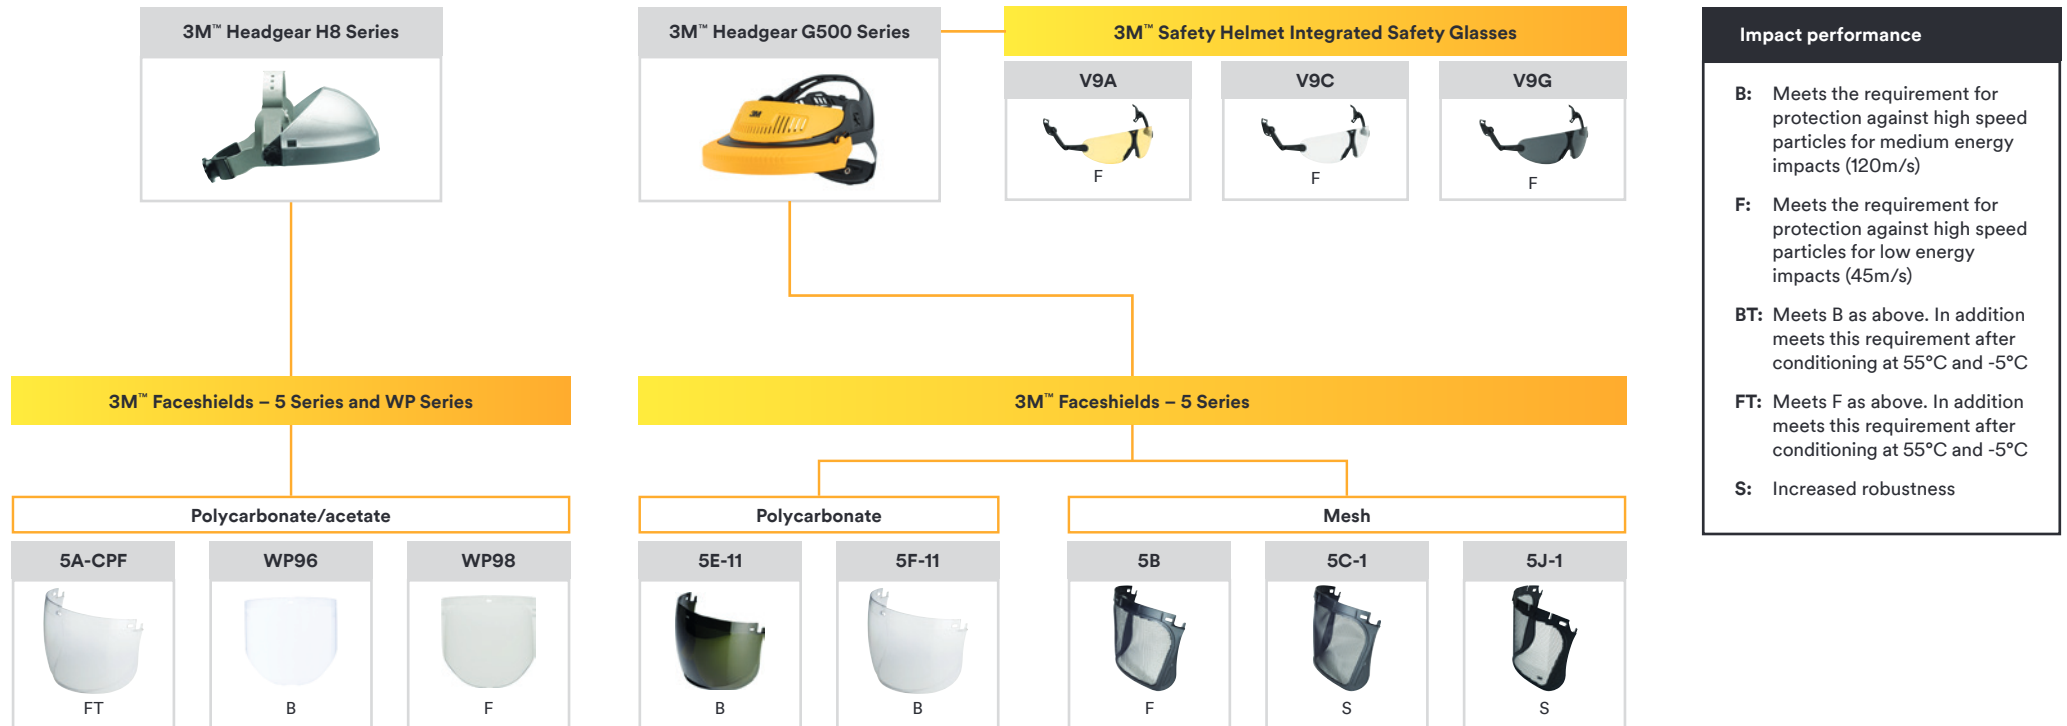 3M™ Headgear H8 Series
3M™ Headgear G500 Series
3M™ Safety Helmet Integrated Safety Glasses
V9A
V9C
V9G
3M
F
F
F
3M™ Faceshields – 5 Series and WP Series
3M™ Faceshields – 5 Series
Polycarbonate/acetate
Polycarbonate
Mesh
5A-CPF
WP96
WP98
5E-11
5F-11
5B
5C-1
5J-1
FT
B
F
B
B
F
S
S
Impact performance
B: Meets the requirement for
protection against high speed
particles for medium energy
impacts (120m/s)
F: Meets the requirement for
protection against high speed
particles for low energy
impacts (45m/s)
BT: Meets B as above. In addition
meets this requirement after
conditioning at 55°C and -5°C
FT: Meets F as above. In addition
meets this requirement after
conditioning at 55°C and -5°C
S: Increased robustness